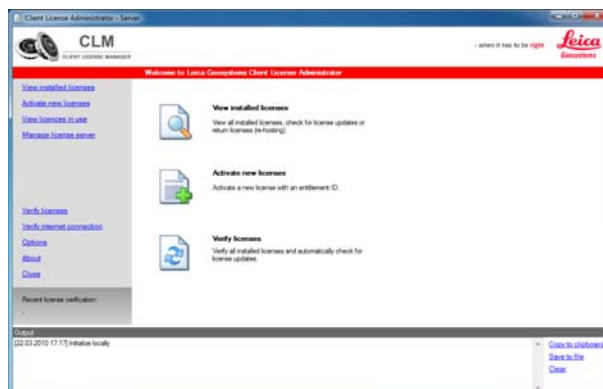 Client License Administrator - Server
CLM
CLIENT LICENSE MANAGER
- when it has to be right
Leica
Geosystems
Welcome to Leica Geosystems Client License Administrator
View installed licenses
Activate new licenses
View licences in use
Manage license server
Verify licenses
Verify internet connection
Options
About
Close
Recent license verification:
-
View installed licenses
View all installed licenses, check for license updates or
return licenses (re-hosting).
Activate new licenses
Activate a new license with an entitlement ID.
Verify licenses
Verify all installed licenses and automatically check for
license updates.
Output
[22.03.2010 17:17] Initialize locally
Copy to clipboard
Save to file
Clear